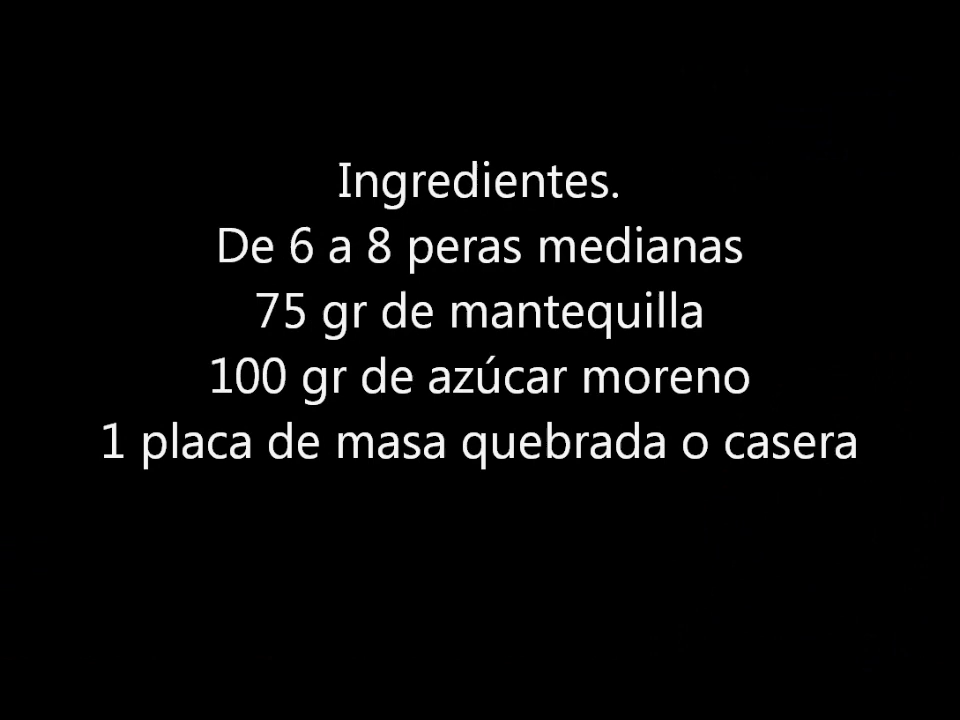 Ingredientes.
De 6 a 8 peras medianas
75 gr de mantequilla
100 gr de azúcar moreno
1 placa de masa quebrada o casera